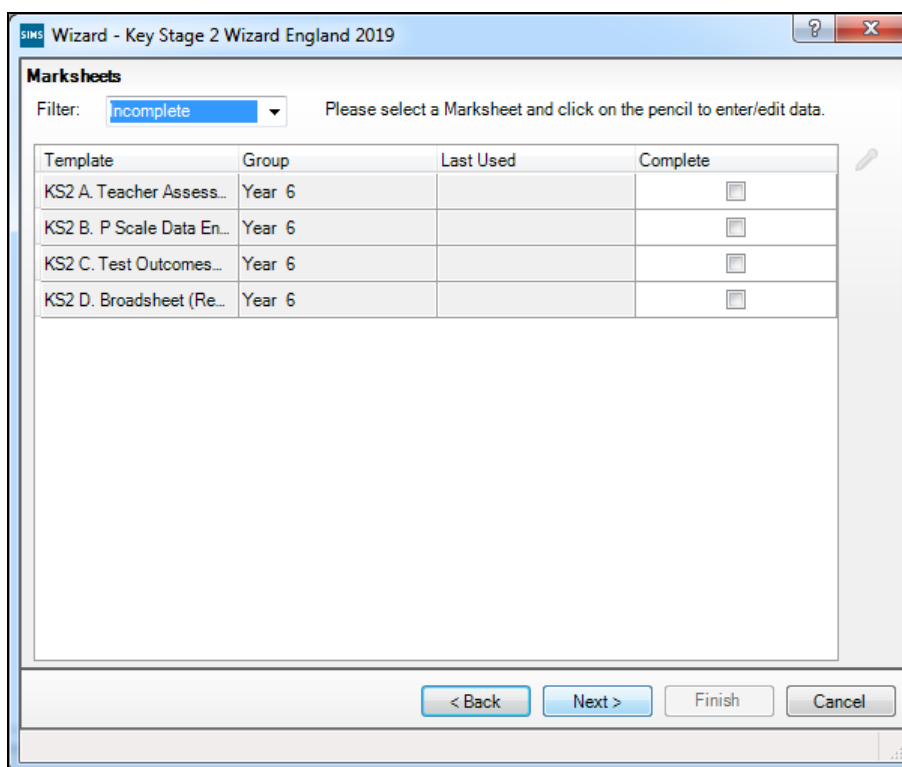 SIMS Wizard - Key Stage 2 Wizard England 2019 ? X
Marksheets
Filter: Incomplete Please select a Marksheet and click on the pencil to enter/edit data.
Template Group Last Used Complete
KS2 A. Teacher Assess... Year 6
KS2 B. P Scale Data En... Year 6
KS2 C. Test Outcomes... Year 6
KS2 D. Broadsheet (Re... Year 6
< Back Next > Finish Cancel